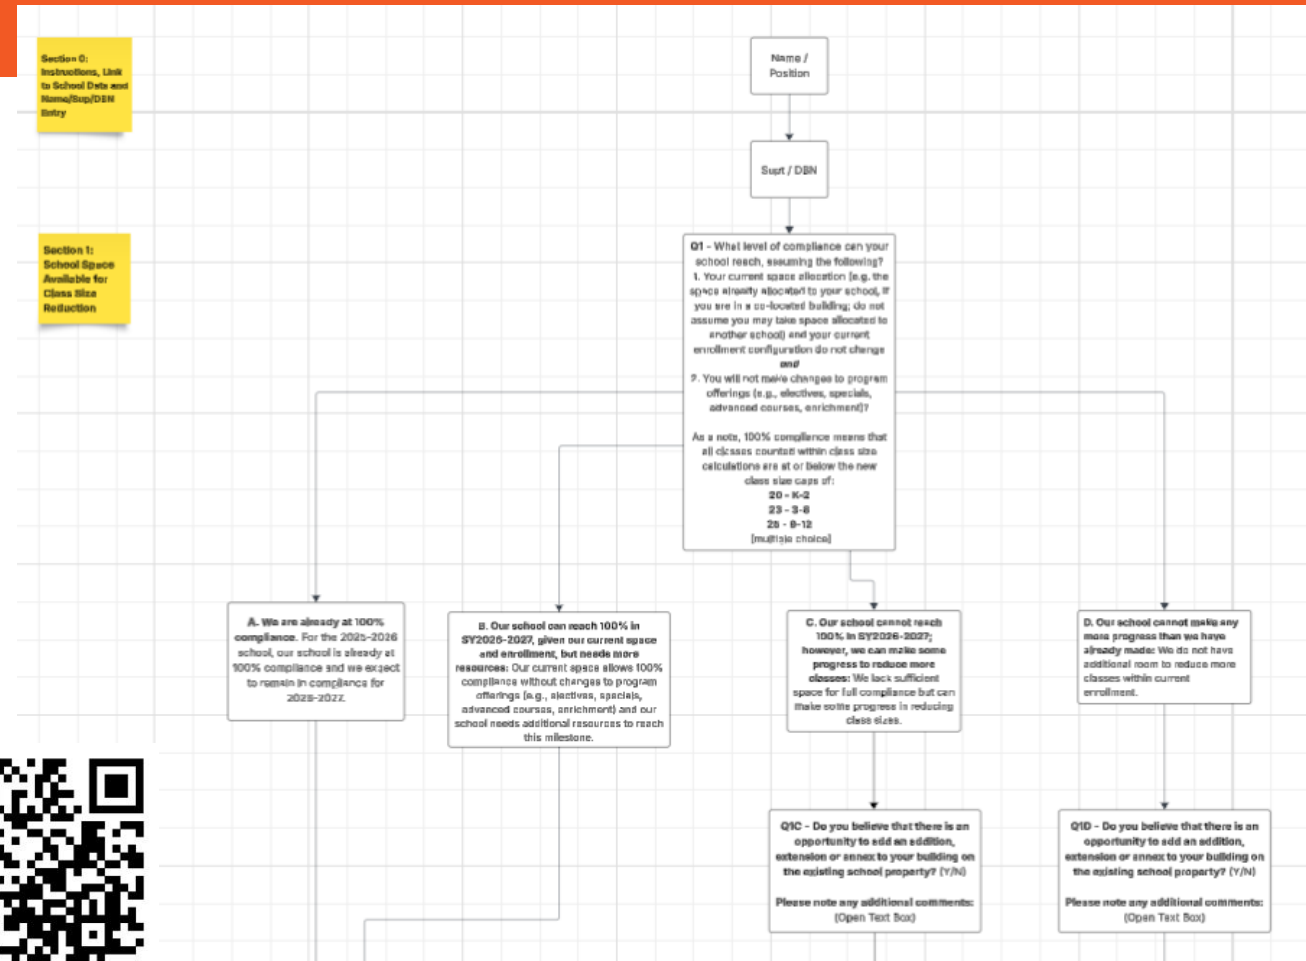 Section 0:
Instructions, Link
to School Data and
Name/Sup/DBN
Entry
Name /
Position
Supt / DBN
Section 1:
School Space
Available for
Class Size
Reduction
Q1 - What level of compliance can your
school reach, assuming the following?
1. Your current space allocation (e.g. the
space already allocated to your school, if
you are in a co-located building; do not
assume you may take space allocated to
another school) and your current
enrollment configuration do not change
and
2. You will not make changes to program
offerings (e.g., electives, specials,
advanced courses, enrichment)?
As a note, 100% compliance means that
all classes counted within class size
calculations are at or below the new
class size caps of:
20 - K-2
23 - 3-8
25 - 9-12
[multiple choice]
A. We are already at 100%
compliance. For the 2025-2026
school, our school is already at
100% compliance and we expect
to remain in compliance for
2026-2027.
B. Our school can reach 100% in
SY2026-2027, given our current space
and enrollment, but needs more
resources: Our current space allows 100%
compliance without changes to program
offerings (e.g., electives, specials,
advanced courses, enrichment) and our
school needs additional resources to reach
this milestone.
C. Our school cannot reach
100% in SY2026-2027;
however, we can make some
progress to reduce more
classes: We lack sufficient
space for full compliance but can
make some progress in reducing
class sizes.
D. Our school cannot make any
more progress than we have
already made: We do not have
additional room to reduce more
classes within current
enrollment.
Q1C - Do you believe that there is an
opportunity to add an addition,
extension or annex to your building on
the existing school property? (Y/N)
Please note any additional comments:
(Open Text Box)
Q1D - Do you believe that there is an
opportunity to add an addition,
extension or annex to your building on
the existing school property? (Y/N)
Please note any additional comments:
(Open Text Box)